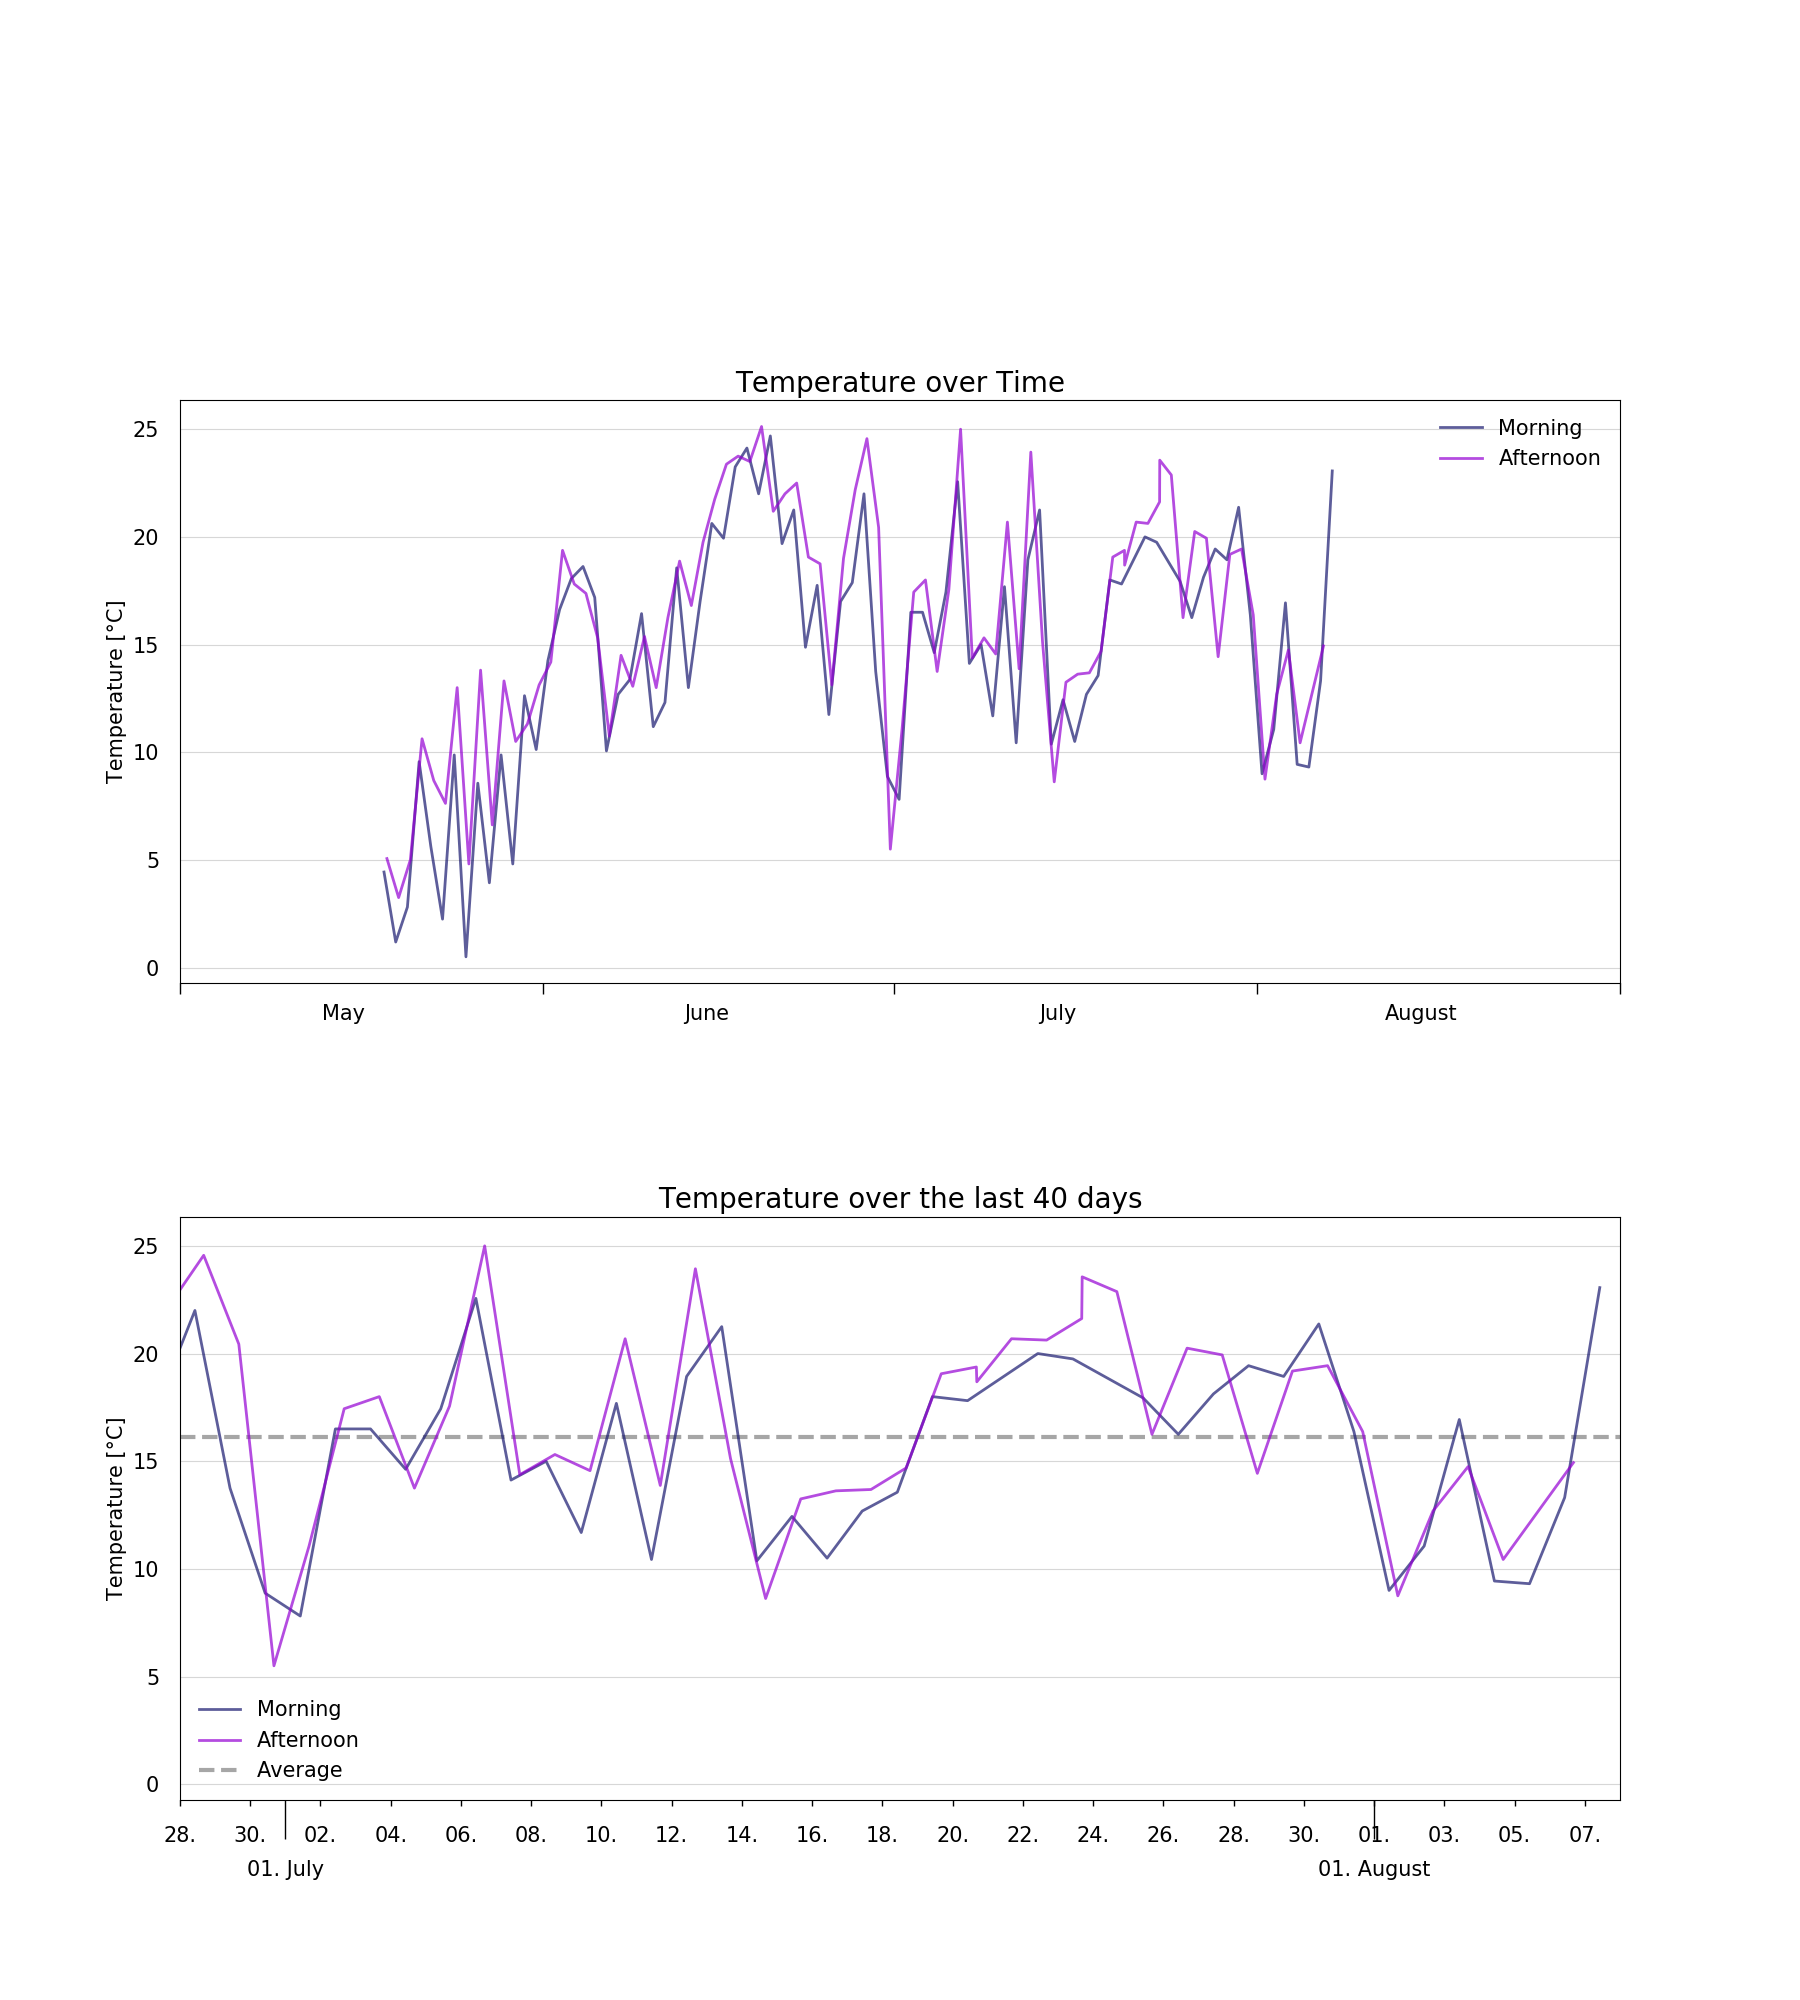 Temperature over Time
25
20
15
10
5
0
Temperature [°C]
Morning
Afternoon
May June July August
Temperature over the last 40 days
25
20
15
10
5
0
Temperature [°C]
Morning
Afternoon
Average
28. 30. 02. 04. 06. 08. 10. 12. 14. 16. 18. 20. 22. 24. 26. 28. 30. 01. 03. 05. 07.
01. July 01. August